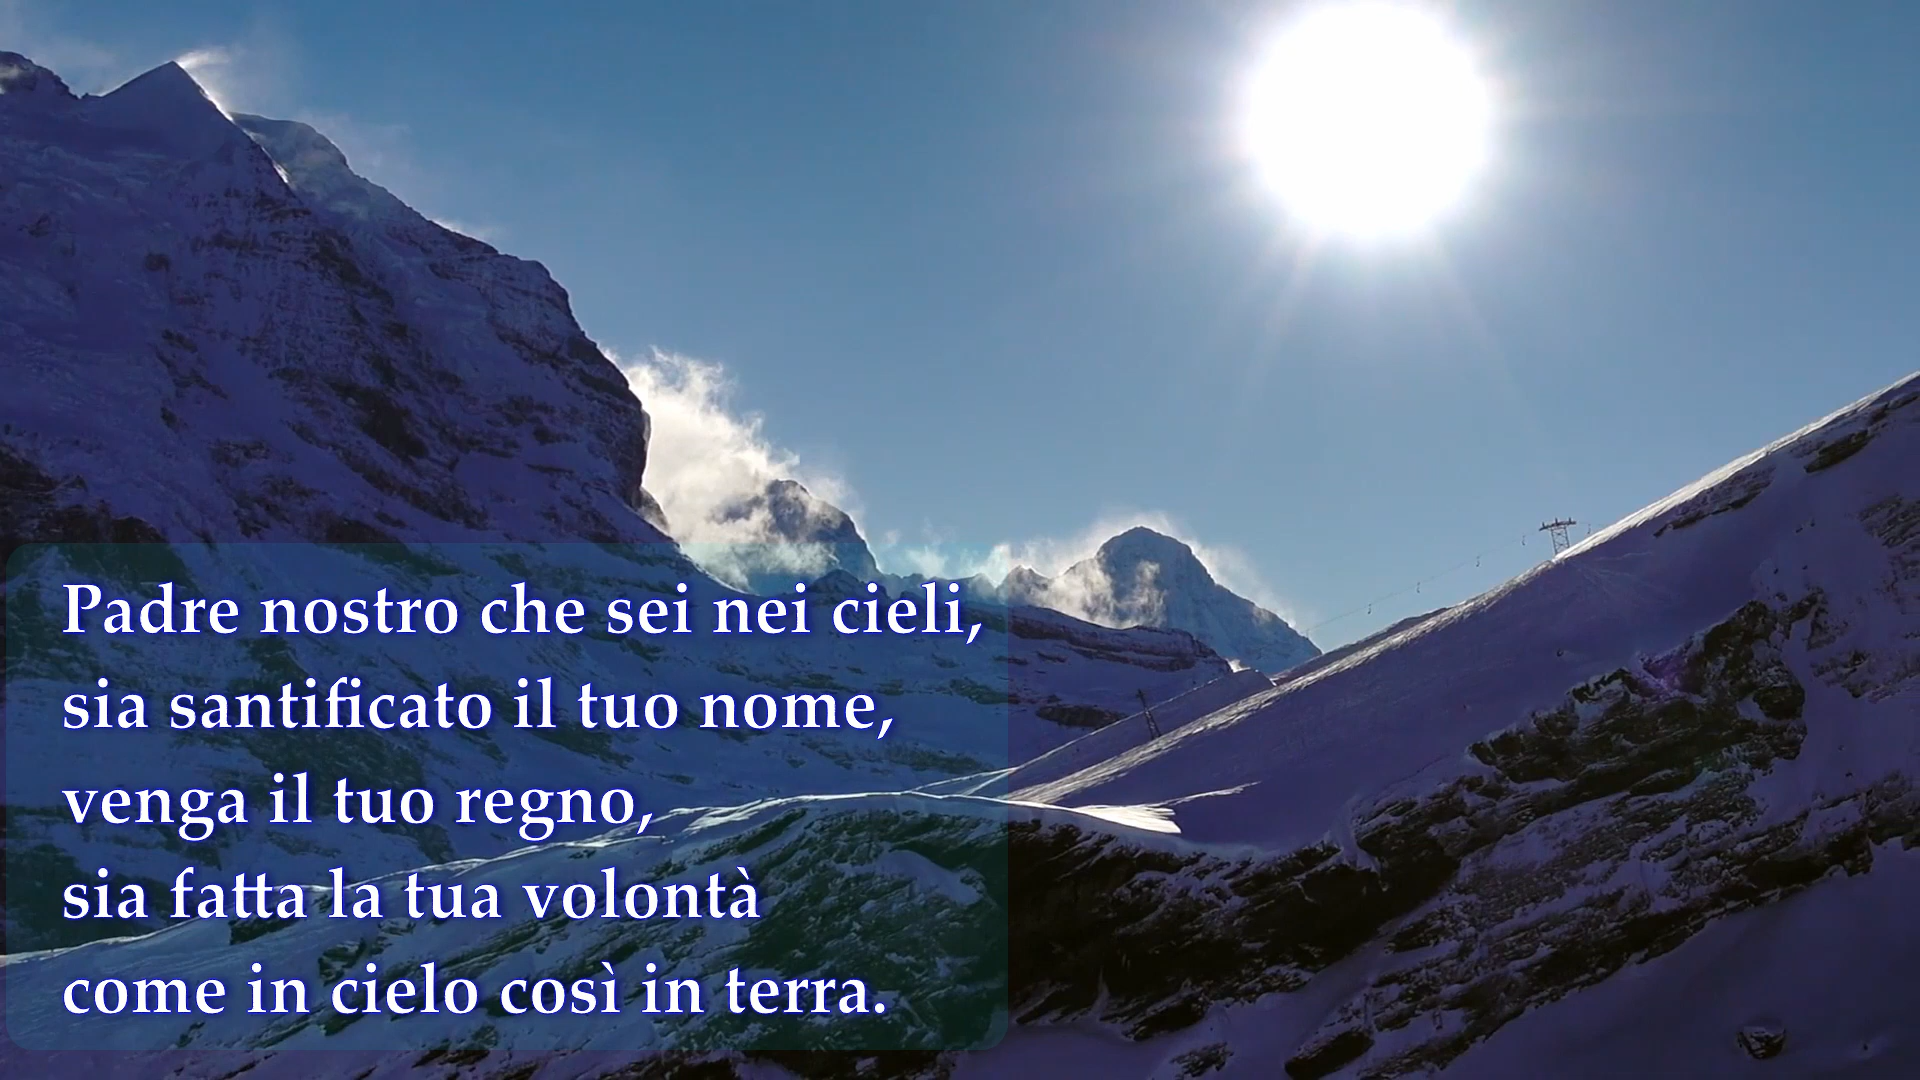 Padre nostro che sei nei cieli,
sia santificato il tuo nome,
venga il tuo regno,
sia fatta la tua volontà
come in cielo così in terra.